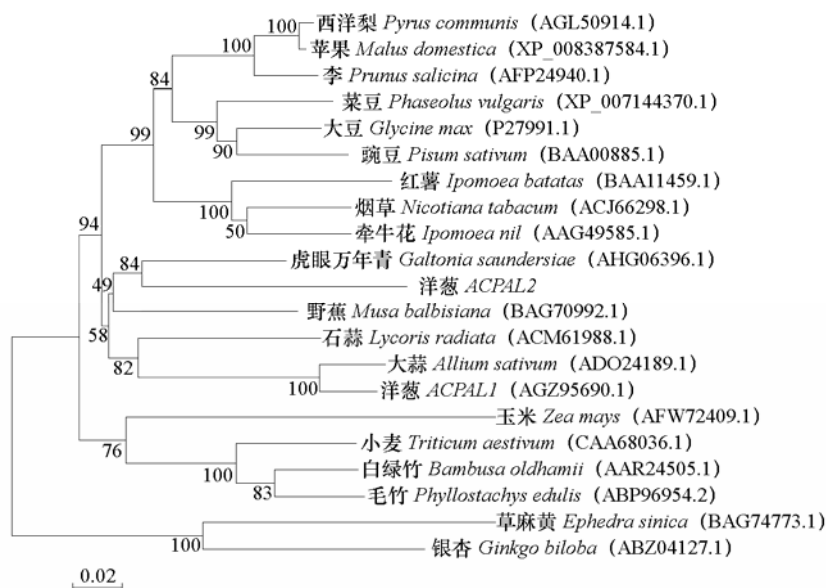 西洋梨 Pyrus communis (AGL50914.1)
100
苹果 Malus domestica (XP_008387584.1)
100
李 Prunus salicina (AFP24940.1)
84
菜豆 Phaseolus vulgaris (XP_007144370.1)
99
大豆 Glycine max (P27991.1)
99
90
豌豆 Pisum sativum (BAA00885.1)
红薯 Ipomoea batatas (BAA11459.1)
100
烟草 Nicotiana tabacum (ACJ66298.1)
50
牵牛花 Ipomoea nil (AAG49585.1)
94
84
虎眼万年青 Galtonia saundersiae (AHG06396.1)
49
洋葱 ACPAL2
野蕉 Musa balbisiana (BAG70992.1)
58
石蒜 Lycoris radiata (ACM61988.1)
82
大蒜 Allium sativum (ADO24189.1)
100
洋葱 ACPAL1 (AGZ95690.1)
玉米 Zea mays (AFW72409.1)
76
小麦 Triticum aestivum (CAA68036.1)
100
白绿竹 Bambusa oldhamii (AAR24505.1)
83
毛竹 Phyllostachys edulis (ABP96954.2)
草麻黄 Ephedra sinica (BAG74773.1)
100
银杏 Ginkgo biloba (ABZ04127.1)
0.02